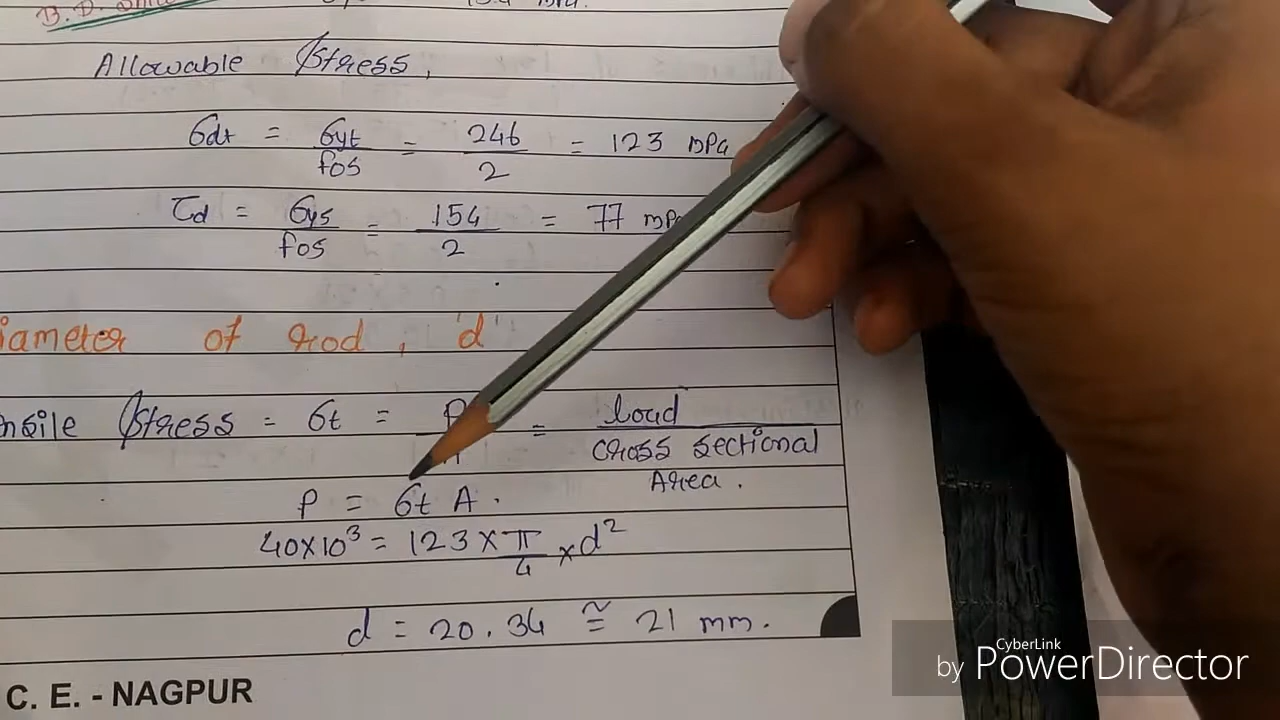 B.D.
Allowable Stress,
σdt = σyt / fos = 246 / 2 = 123 mPa
τd = σys / fos = 154 / 2 = 77 mPa
iameter of rod, 'd'
nsile Stress = σt = P / = load / cross sectional Area.
P = σt A.
40×10³ = 123 × π/4 × d²
d = 20.34 ≅ 21 mm.
C. E. - NAGPUR
CyberLink
by PowerDirector